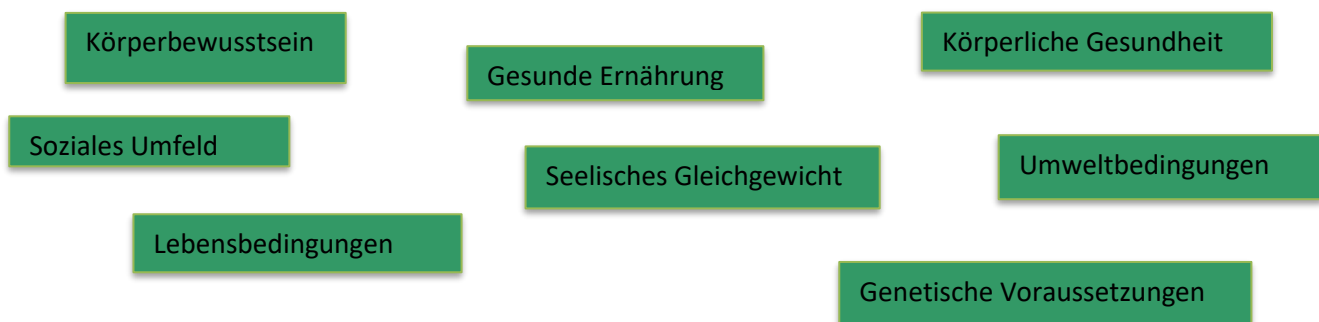 Körperbewusstsein
Gesunde Ernährung
Körperliche Gesundheit
Soziales Umfeld
Seelisches Gleichgewicht
Umweltbedingungen
Lebensbedingungen
Genetische Voraussetzungen